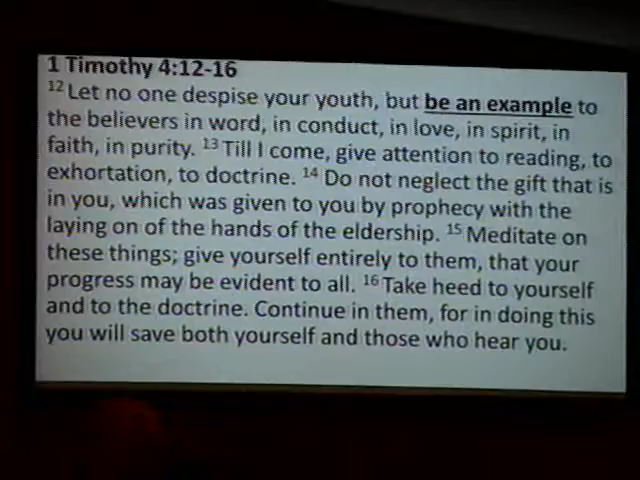 1 Timothy 4:12-16
12 Let no one despise your youth, but be an example to
the believers in word, in conduct, in love, in spirit, in
faith, in purity. 13 Till I come, give attention to reading, to
exhortation, to doctrine. 14 Do not neglect the gift that is
in you, which was given to you by prophecy with the
laying on of the hands of the eldership. 15 Meditate on
these things; give yourself entirely to them, that your
progress may be evident to all. 16 Take heed to yourself
and to the doctrine. Continue in them, for in doing this
you will save both yourself and those who hear you.